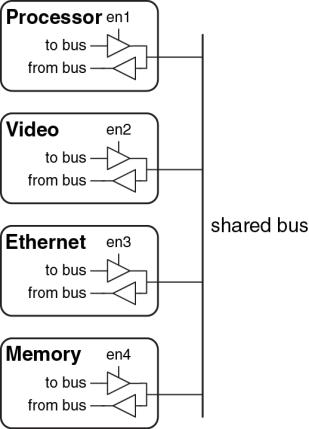 Processor en1
to bus
from bus
Video en2
to bus
from bus
shared bus
Ethernet en3
to bus
from bus
Memory en4
to bus
from bus